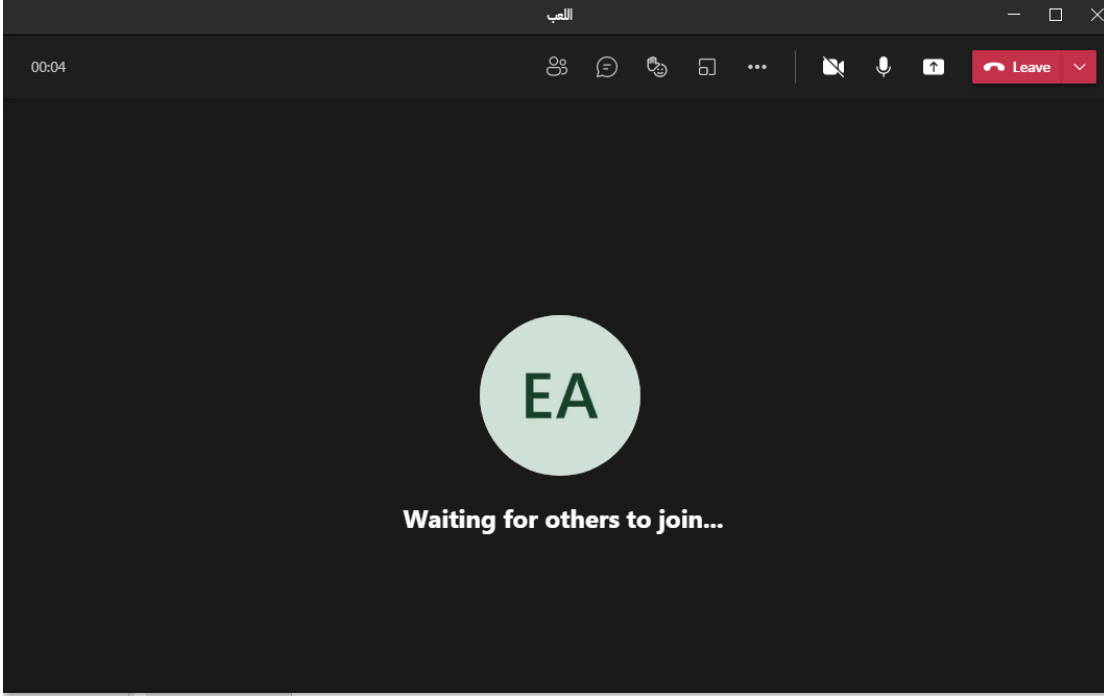 اللعب
00:04
Leave
EA
Waiting for others to join...